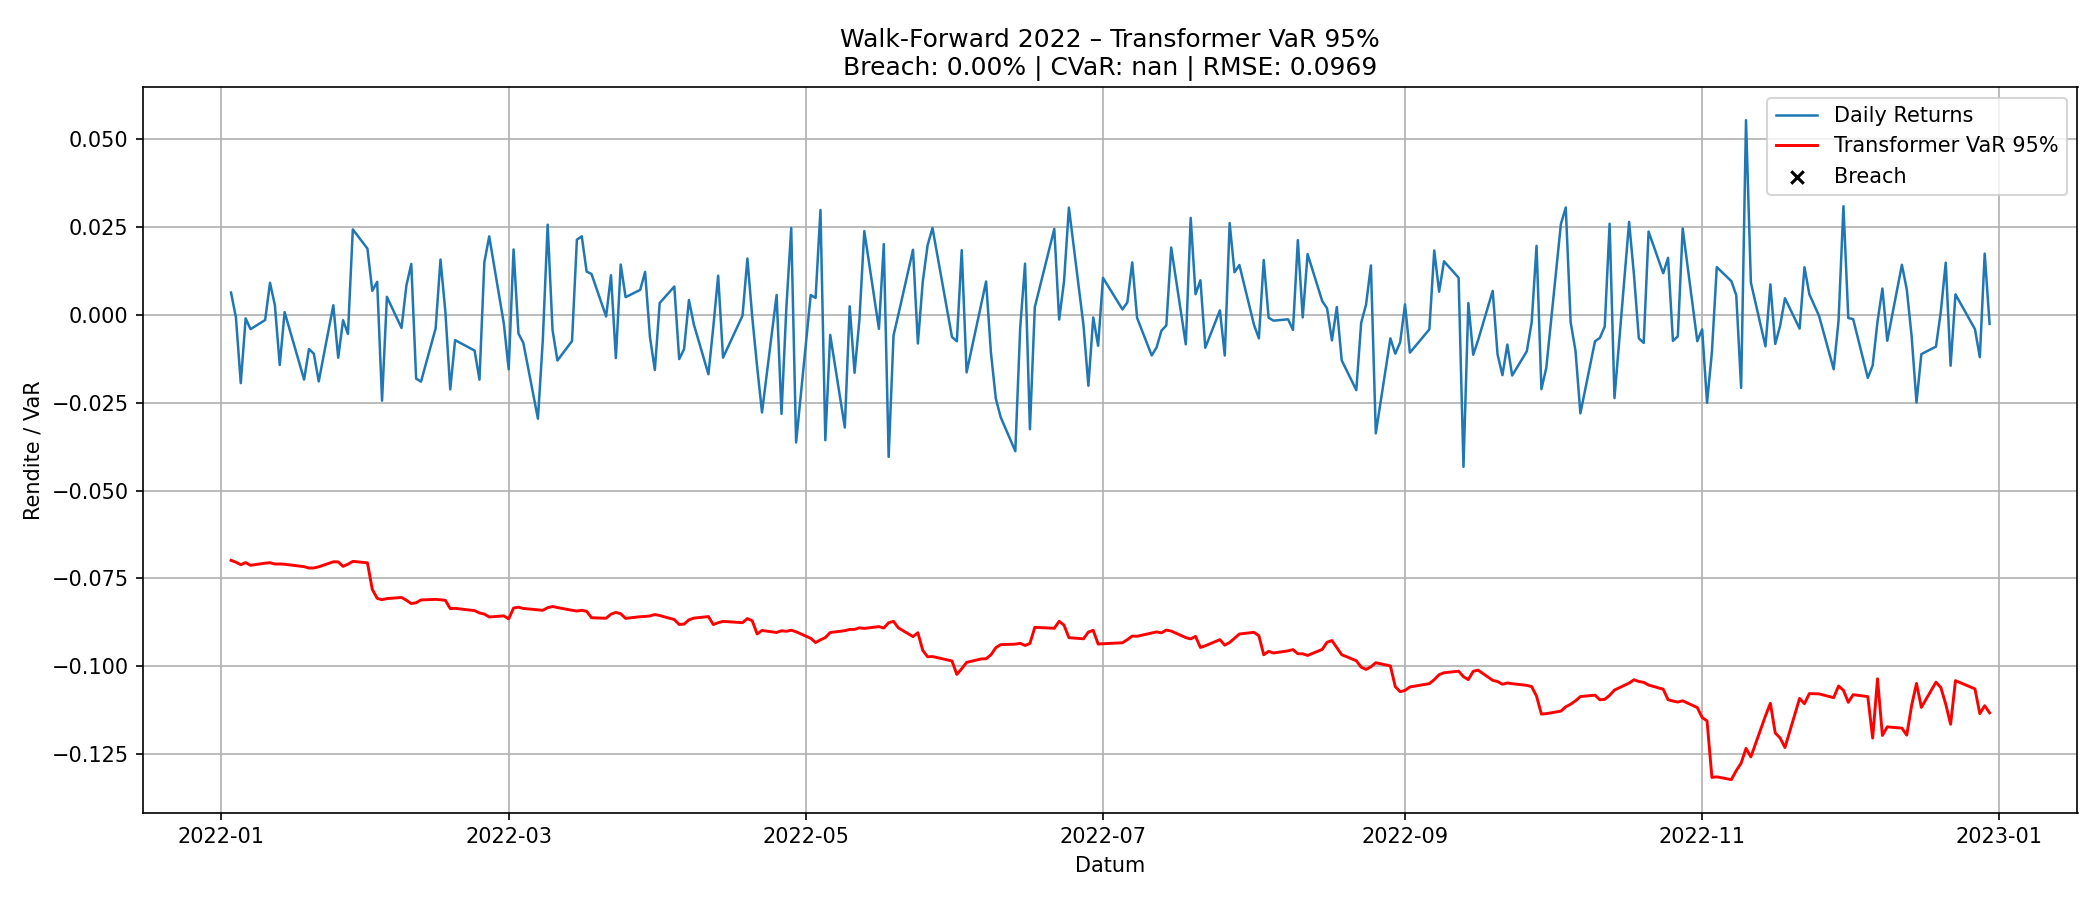 Walk-Forward 2022 – Transformer VaR 95%
Breach: 0.00% | CVaR: nan | RMSE: 0.0969
Daily Returns
Transformer VaR 95%
Breach
0.050
0.025
0.000
−0.025
−0.050
−0.075
−0.100
−0.125
Rendite / VaR
2022-01
2022-03
2022-05
2022-07
2022-09
2022-11
2023-01
Datum